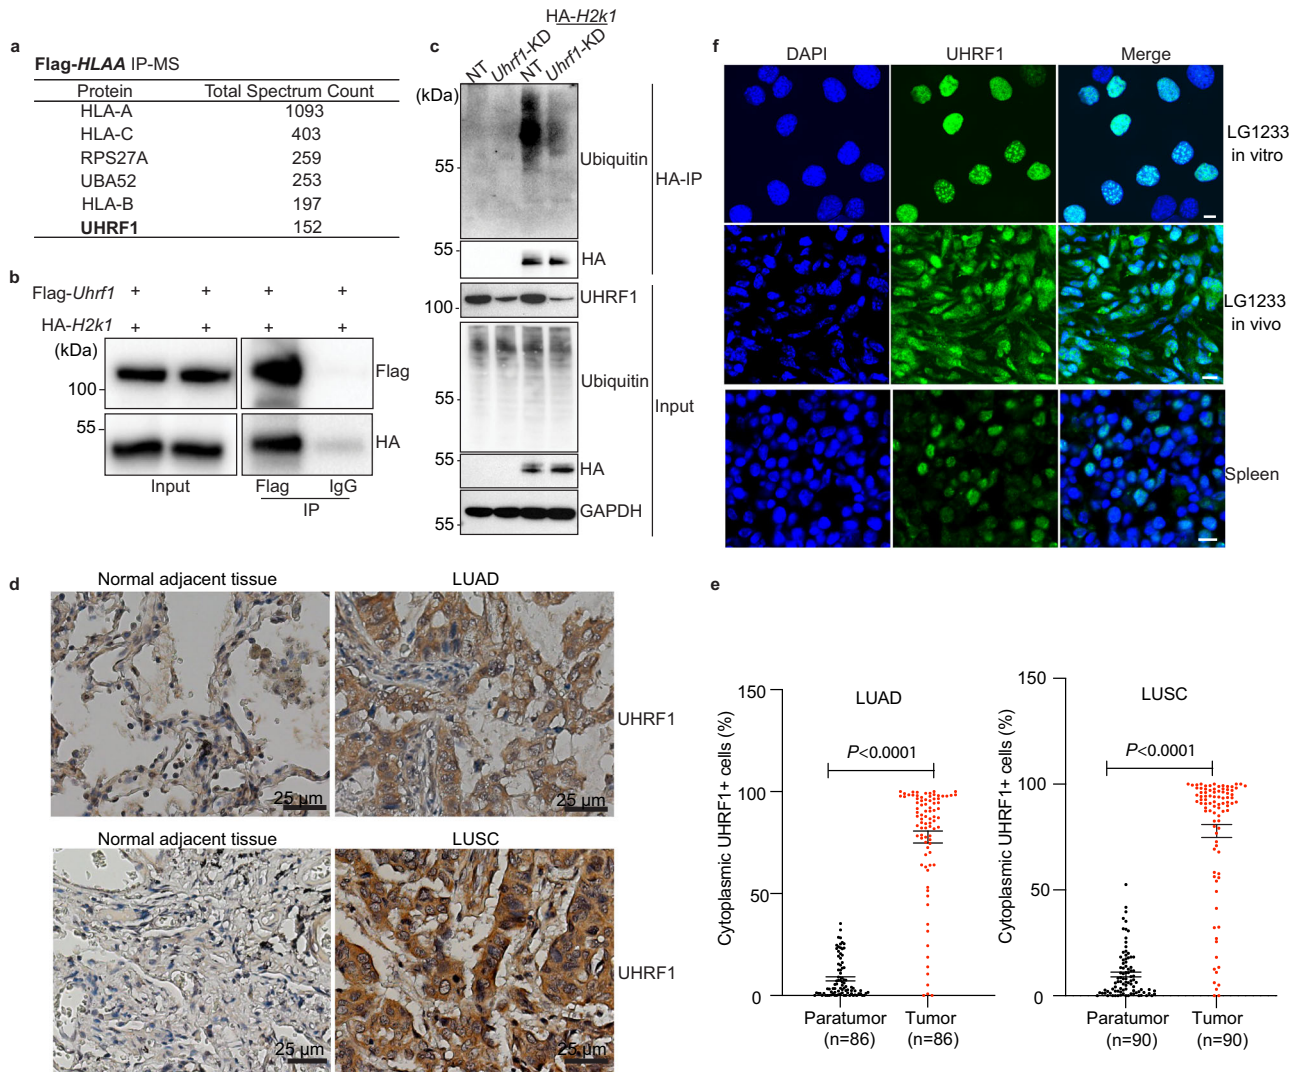 a
Flag-HLAA IP-MS
Protein Total Spectrum Count
HLA-A 1093
HLA-C 403
RPS27A 259
UBA52 253
HLA-B 197
UHRF1 152
b
Flag-Uhrf1 + + + +
HA-H2k1 + + + +
(kDa)
100
Flag
55
HA
Input Flag IgG
IP
c
HA-H2k1
NT Uhrf1-KD NT Uhrf1-KD
(kDa)
55
Ubiquitin
HA-IP
55
HA
100
UHRF1
55
Ubiquitin
Input
55
HA
55
GAPDH
f
DAPI UHRF1 Merge
LG1233
in vitro
LG1233
in vivo
Spleen
d
Normal adjacent tissue LUAD
UHRF1
25 µm 25 µm
Normal adjacent tissue LUSC
UHRF1
25 µm 25 µm
e
Cytoplasmic UHRF1+ cells (%)
150
100
50
0
LUAD
P<0.0001
Paratumor Tumor
(n=86) (n=86)
Cytoplasmic UHRF1+ cells (%)
150
100
50
0
LUSC
P<0.0001
Paratumor Tumor
(n=90) (n=90)